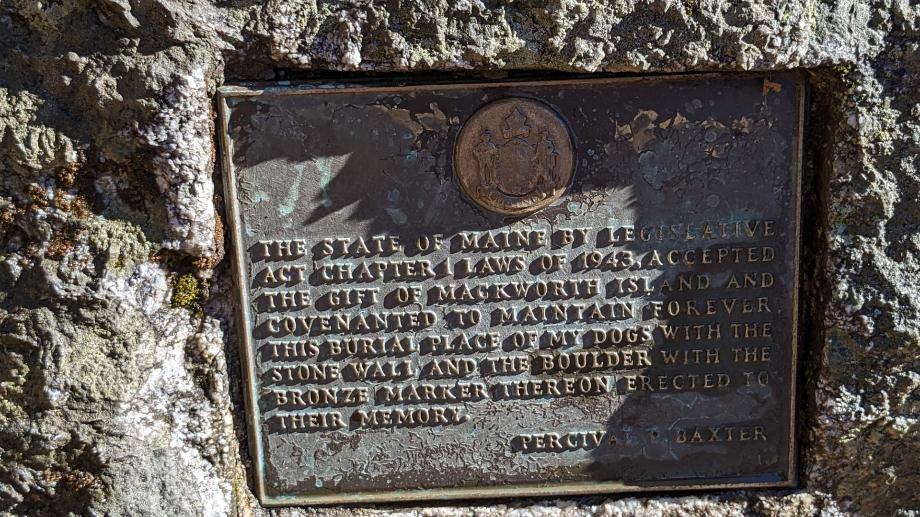 THE STATE OF MAINE BY LEGISLATIVE
ACT CHAPTER 1 LAWS OF 1943, ACCEPTED
THE GIFT OF MACKWORTH ISLAND AND
COVENANTED TO MAINTAIN FOREVER
THIS BURIAL PLACE OF MY DOGS WITH THE
STONE WALL AND THE BOULDER WITH THE
BRONZE MARKER THEREON ERECTED TO
THEIR MEMORY.
PERCIVAL P. BAXTER